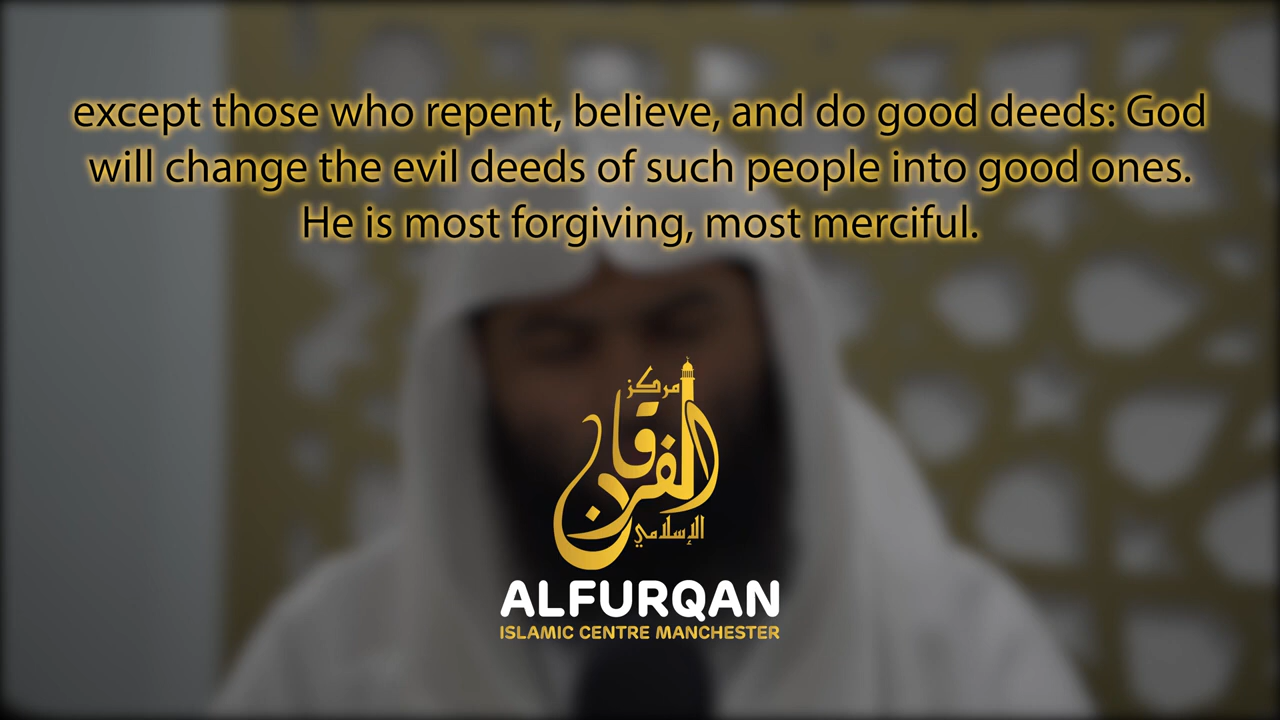 except those who repent, believe, and do good deeds: God
will change the evil deeds of such people into good ones.
He is most forgiving, most merciful.
مركز
الفرقان
الإسلامي
ALFURQAN
ISLAMIC CENTRE MANCHESTER